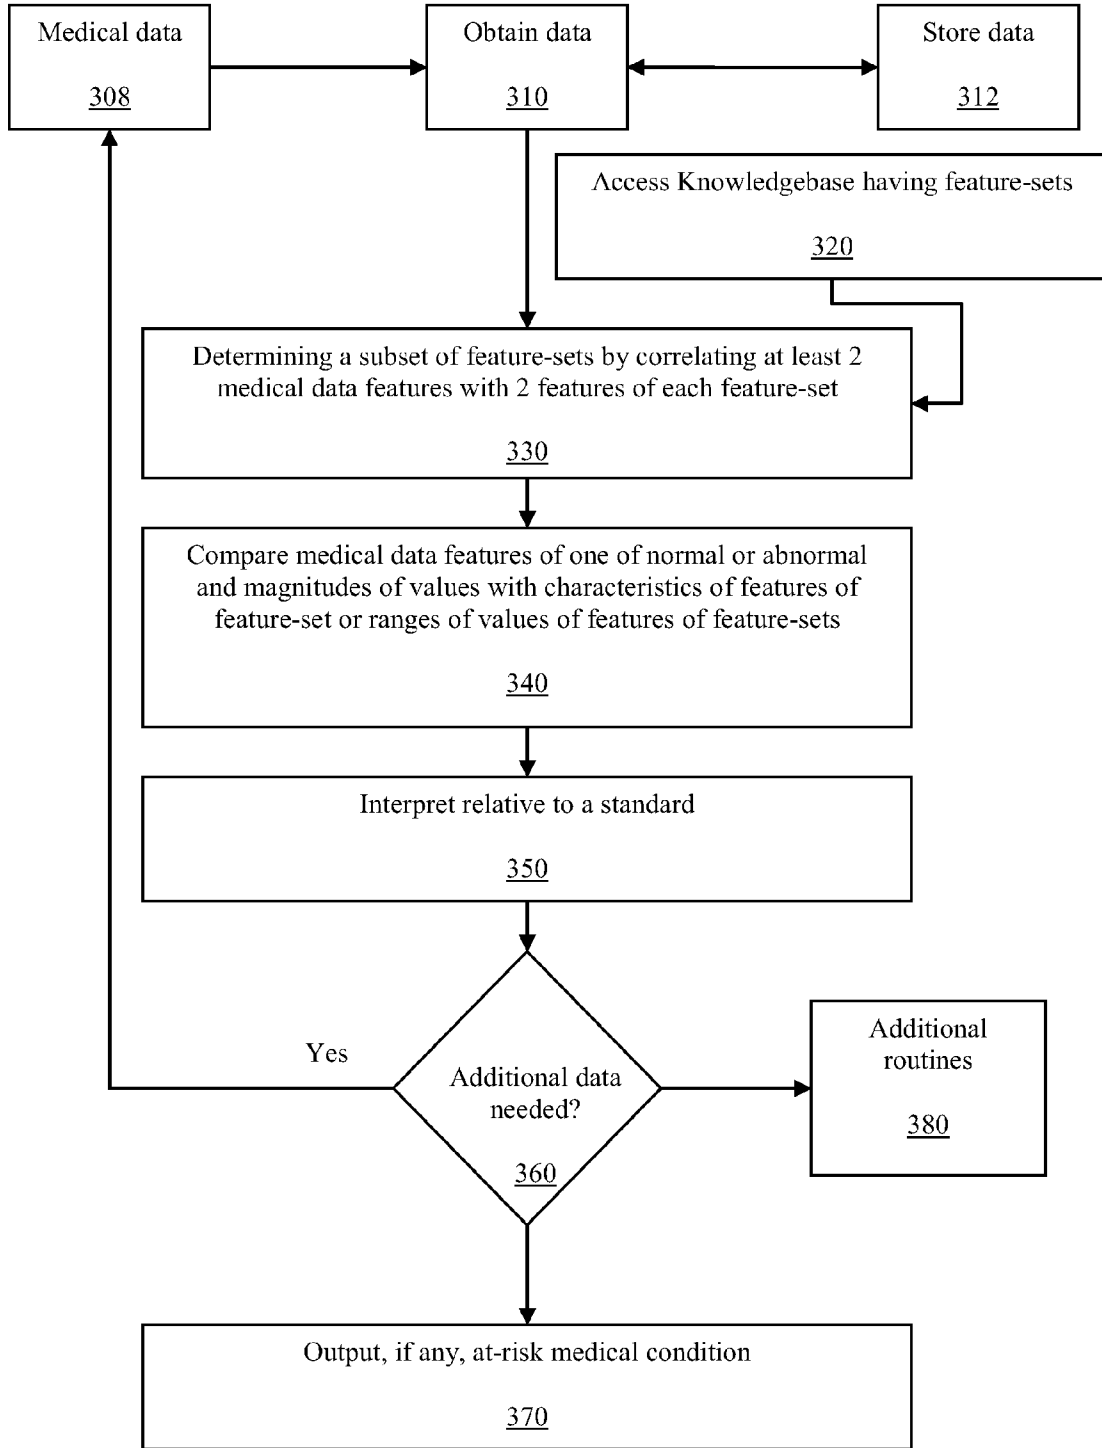 Medical data
308
Obtain data
310
Store data
312
Access Knowledgebase having feature-sets
320
Determining a subset of feature-sets by correlating at least 2
medical data features with 2 features of each feature-set
330
Compare medical data features of one of normal or abnormal
and magnitudes of values with characteristics of features of
feature-set or ranges of values of features of feature-sets
340
Interpret relative to a standard
350
Yes
Additional data
needed?
360
Additional
routines
380
Output, if any, at-risk medical condition
370